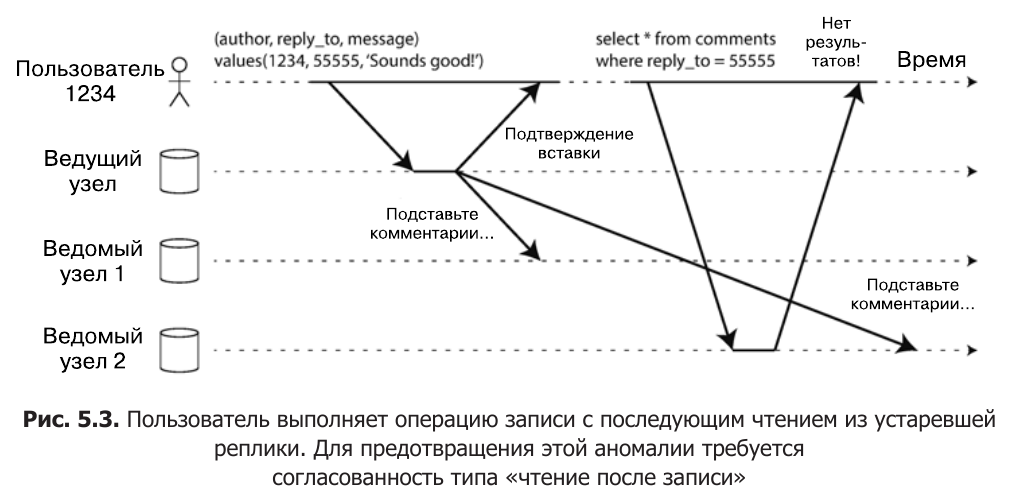 (author, reply_to, message)
values(1234, 55555, ‘Sounds good!’)
select * from comments
where reply_to = 55555
Нет
резуль-
татов!
Время
Пользователь
1234
Подтверждение
вставки
Ведущий
узел
Подставьте
комментарии...
Ведомый
узел 1
Подставьте
комментарии...
Ведомый
узел 2
Рис. 5.3. Пользователь выполняет операцию записи с последующим чтением из устаревшей
реплики. Для предотвращения этой аномалии требуется
согласованность типа «чтение после записи»